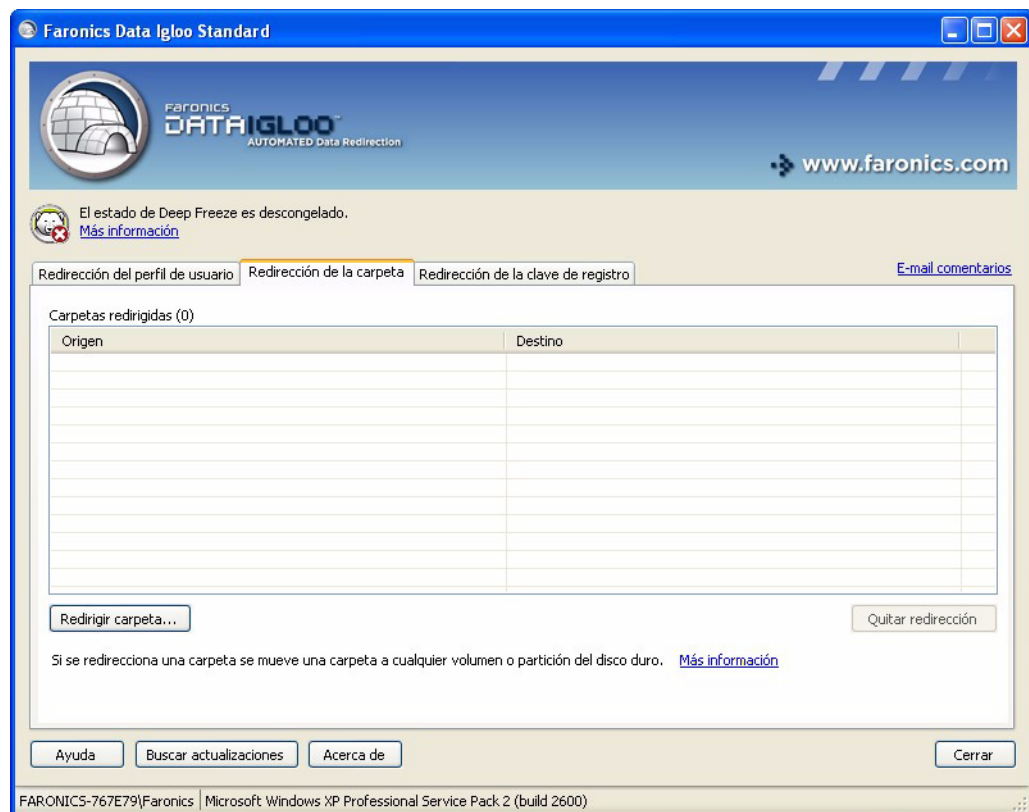 Faronics Data Igloo Standard
FARONICS
DATAIGLOO™
AUTOMATED Data Redirection
www.faronics.com
El estado de Deep Freeze es descongelado.
Más información
Redirección del perfil de usuario
Redirección de la carpeta
Redirección de la clave de registro
E-mail comentarios
Carpetas redirigidas (0)
Origen
Destino
Redirigir carpeta...
Quitar redirección
Si se redirecciona una carpeta se mueve una carpeta a cualquier volumen o partición del disco duro. Más información
Ayuda
Buscar actualizaciones
Acerca de
Cerrar
FARONICS-767E79\Faronics
Microsoft Windows XP Professional Service Pack 2 (build 2600)